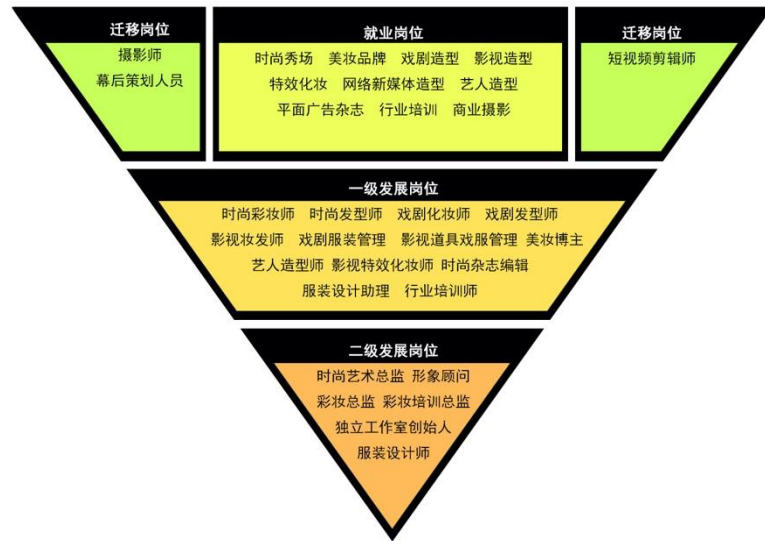 迁移岗位
摄影师
幕后策划人员
就业岗位
时尚秀场 美妆品牌 戏剧造型 影视造型
特效化妆 网络新媒体造型 艺人造型
平面广告杂志 行业培训 商业摄影
迁移岗位
短视频剪辑师
一级发展岗位
时尚彩妆师 时尚发型师 戏剧化妆师 戏剧发型师
影视妆发师 戏剧服装管理 影视道具戏服管理 美妆博主
艺人造型师 影视特效化妆师 时尚杂志编辑
服装设计助理 行业培训师
二级发展岗位
时尚艺术总监 形象顾问
彩妆总监 彩妆培训总监
独立工作室创始人
服装设计师